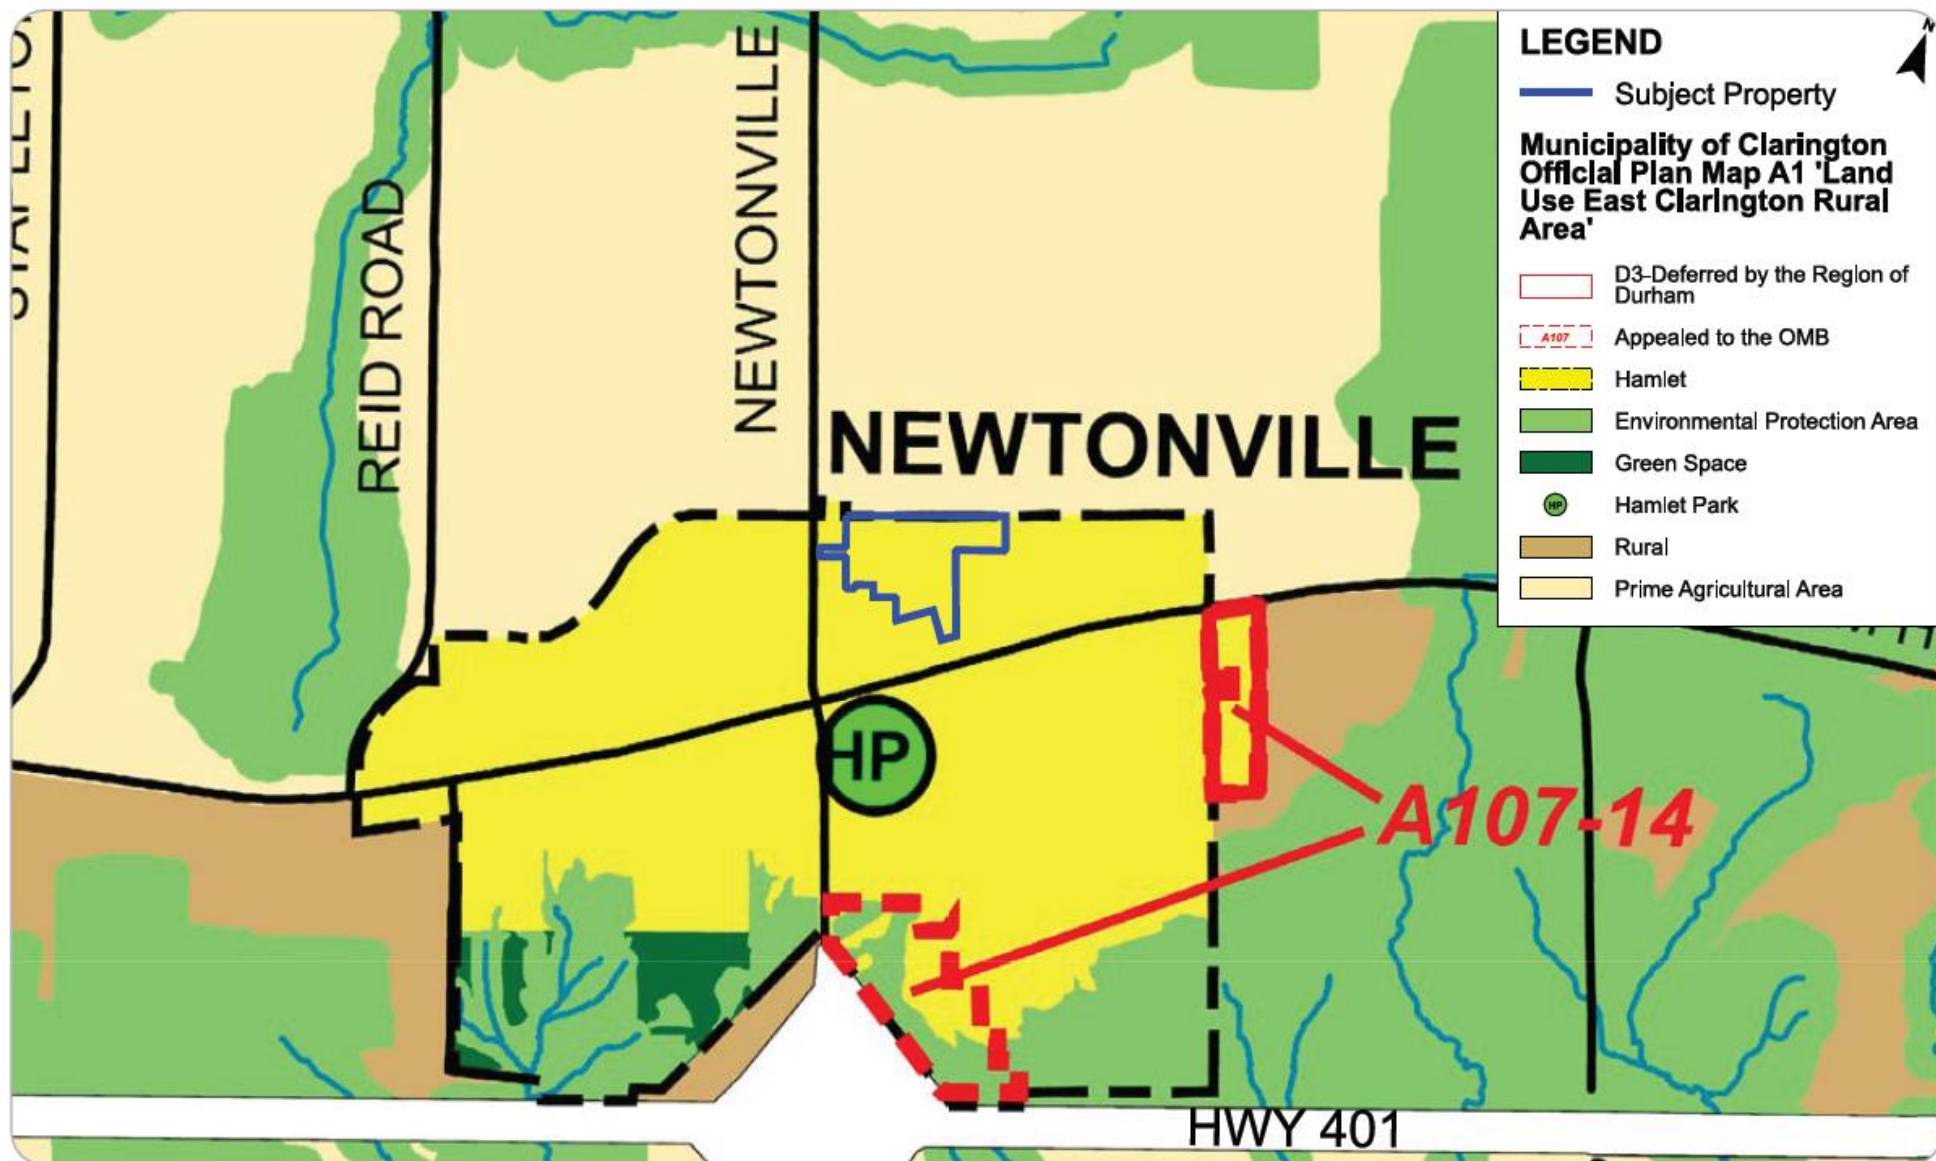 REID ROAD
NEWTONVILLE
NEWTONVILLE
HP
A107-14
HWY 401
N
LEGEND
Subject Property
Municipality of Clarington
Official Plan Map A1 'Land
Use East Clarington Rural
Area'
D3-Deferred by the Region of
Durham
A107
Appealed to the OMB
Hamlet
Environmental Protection Area
Green Space
HP
Hamlet Park
Rural
Prime Agricultural Area